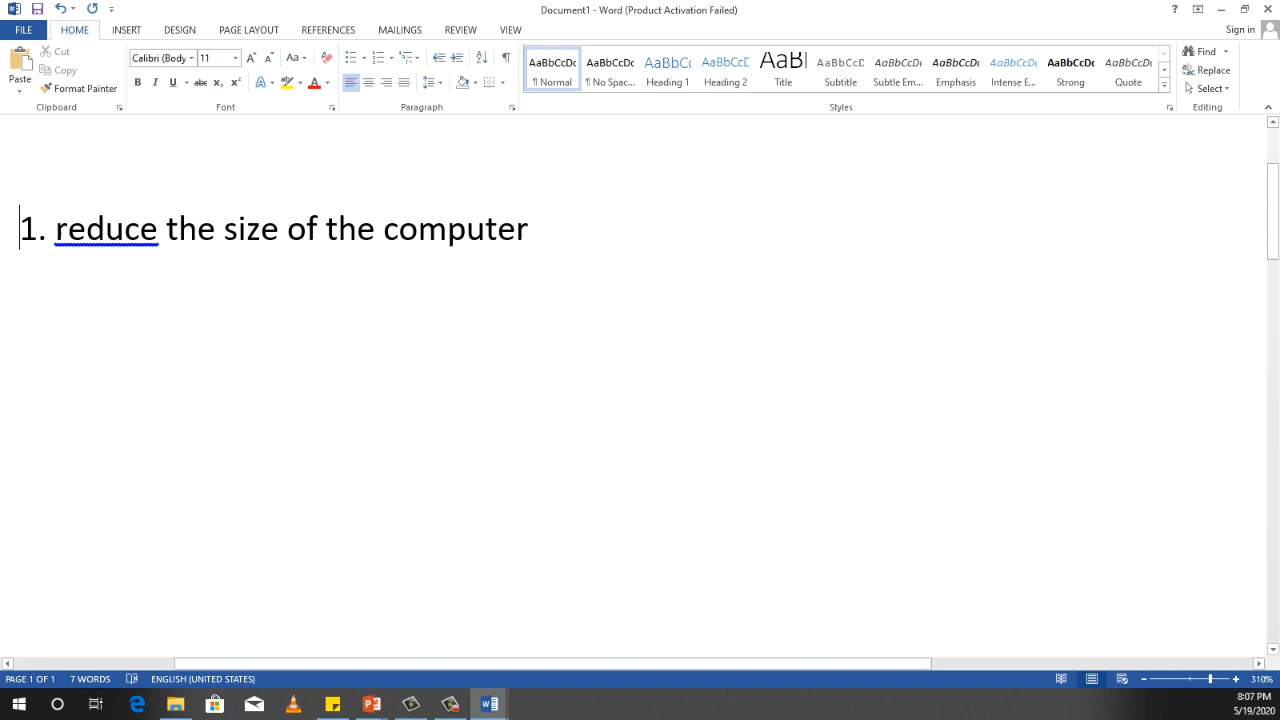 Document1 - Word (Product Activation Failed)
FILE HOME INSERT DESIGN PAGE LAYOUT REFERENCES MAILINGS REVIEW VIEW
Sign in
Paste
Cut
Copy
Format Painter
Clipboard
Calibri (Body
11
Font
Paragraph
AaBbCcDc AaBbCcDc AaBbCc AaBbCcD AaB AaBbCcD AaBbCcDc AaBbCcDc AaBbCcDc AaBbCcDc AaBbCcDc
¶ Normal ¶ No Spac... Heading 1 Heading 2 Title Subtitle Subtle Em... Emphasis Intense E... Strong Quote
Styles
Find
Replace
Select
Editing
1. reduce the size of the computer
PAGE 1 OF 1 7 WORDS ENGLISH (UNITED STATES)
310%
8:07 PM
5/19/2020